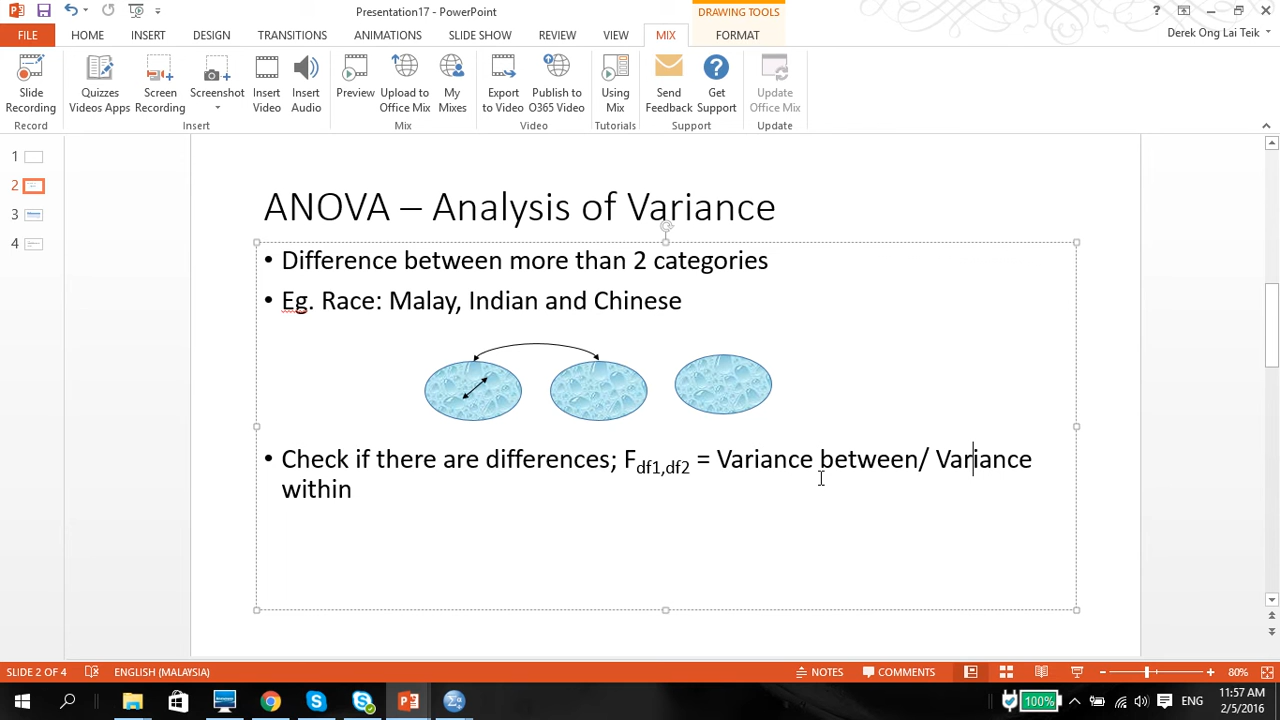 Presentation17 - PowerPoint
DRAWING TOOLS
?
FILE
HOME
INSERT
DESIGN
TRANSITIONS
ANIMATIONS
SLIDE SHOW
REVIEW
VIEW
MIX
FORMAT
Derek Ong Lai Teik
Slide Recording
Quizzes Videos Apps
Screen Recording
Screenshot
Insert Video
Insert Audio
Preview
Upload to Office Mix
My Mixes
Export to Video
Publish to O365 Video
Using Mix
Send Feedback
Get Support
Update Office Mix
Record
Insert
Mix
Video
Tutorials
Support
Update
1
2
3
4
ANOVA – Analysis of Variance
• Difference between more than 2 categories
• Eg. Race: Malay, Indian and Chinese
• Check if there are differences; Fdf1,df2 = Variance between/ Variance
within
SLIDE 2 OF 4
ENGLISH (MALAYSIA)
NOTES
COMMENTS
80%
100%
ENG
11:57 AM
2/5/2016